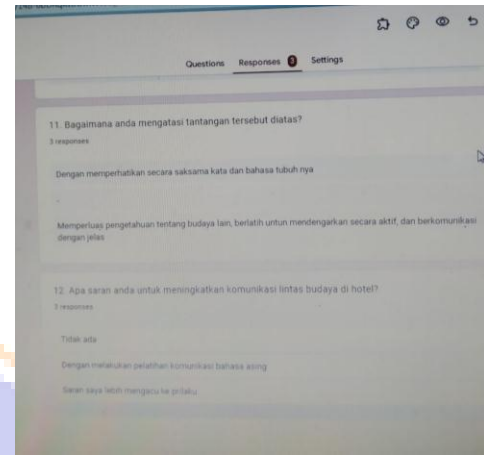 Questions Responses 3 Settings
11. Bagaimana anda mengatasi tantangan tersebut diatas?
3 responses
Dengan memperhatikan secara saksama kata dan bahasa tubuh nya
-
Memperluas pengetahuan tentang budaya lain, berlatih untun mendengarkan secara aktif, dan berkomunikasi
dengan jelas
12. Apa saran anda untuk meningkatkan komunikasi lintas budaya di hotel?
3 responses
Tidak ada
Dengan melakukan pelatihan komunikasi bahasa asing
Saran saya lebih mengacu ke prilaku